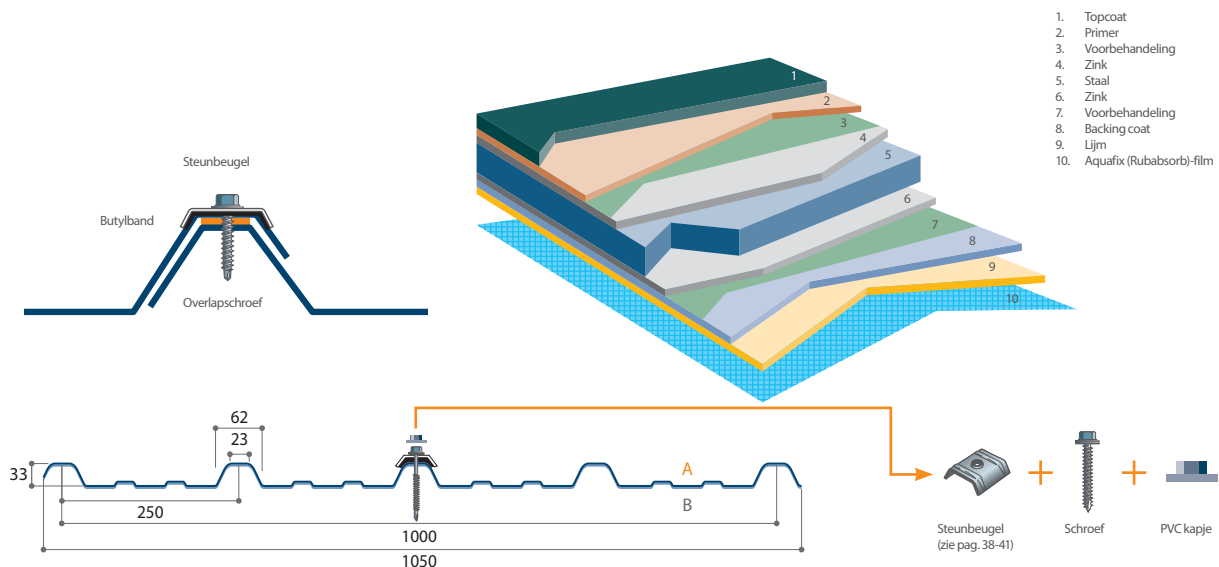 Steunbeugel
Butylband
Overlapschroef
1
2
3
4
5
6
7
8
9
10
1. Topcoat
2. Primer
3. Voorbehandeling
4. Zink
5. Staal
6. Zink
7. Voorbehandeling
8. Backing coat
9. Lijm
10. Aquafix (Rubabsorb)-film
62
23
33
A
B
250
1000
1050
Steunbeugel
(zie pag. 38-41)
Schroef
PVC kapje